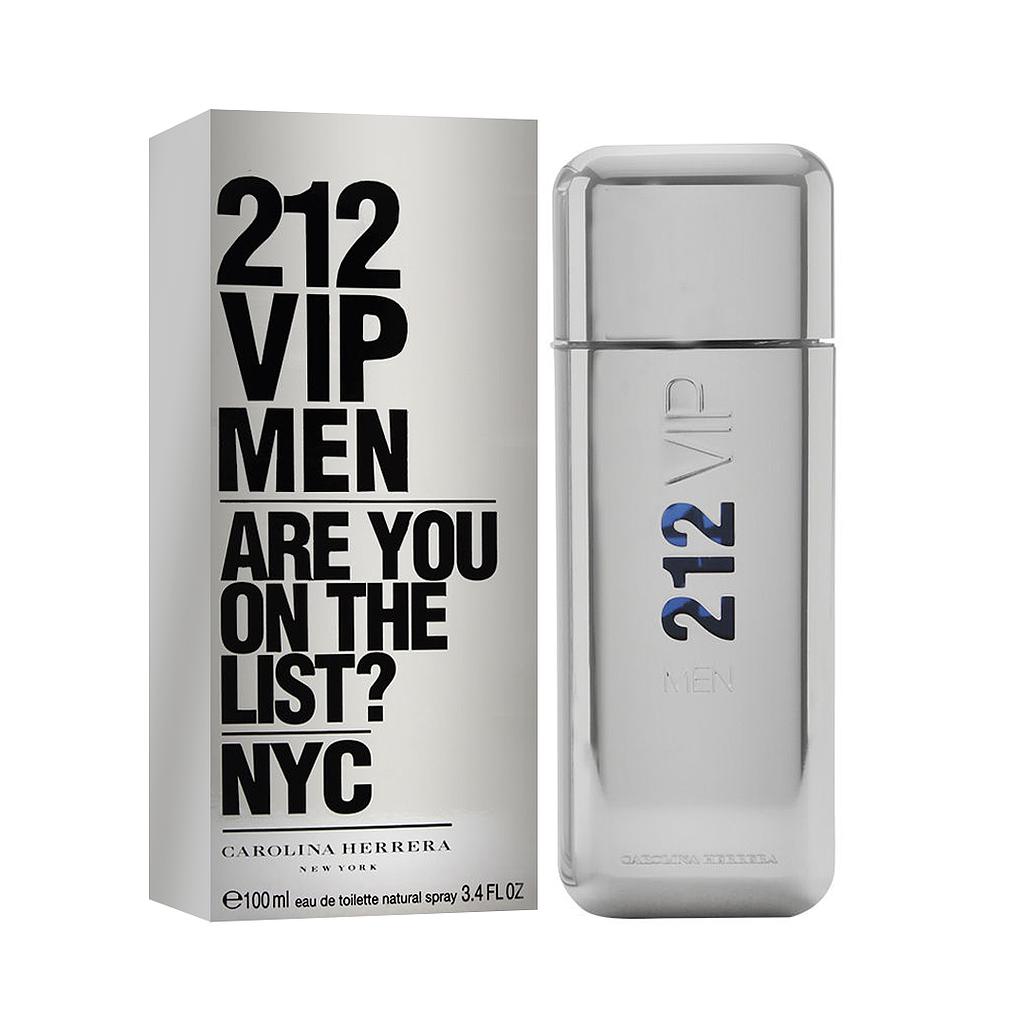 212
VIP
MEN
ARE YOU
ON THE
LIST?
NYC
CAROLINA HERRERA
NEW YORK
℮100 ml eau de toilette natural spray 3.4 FL OZ
MEN 212 VIP
CAROLINA HERRERA